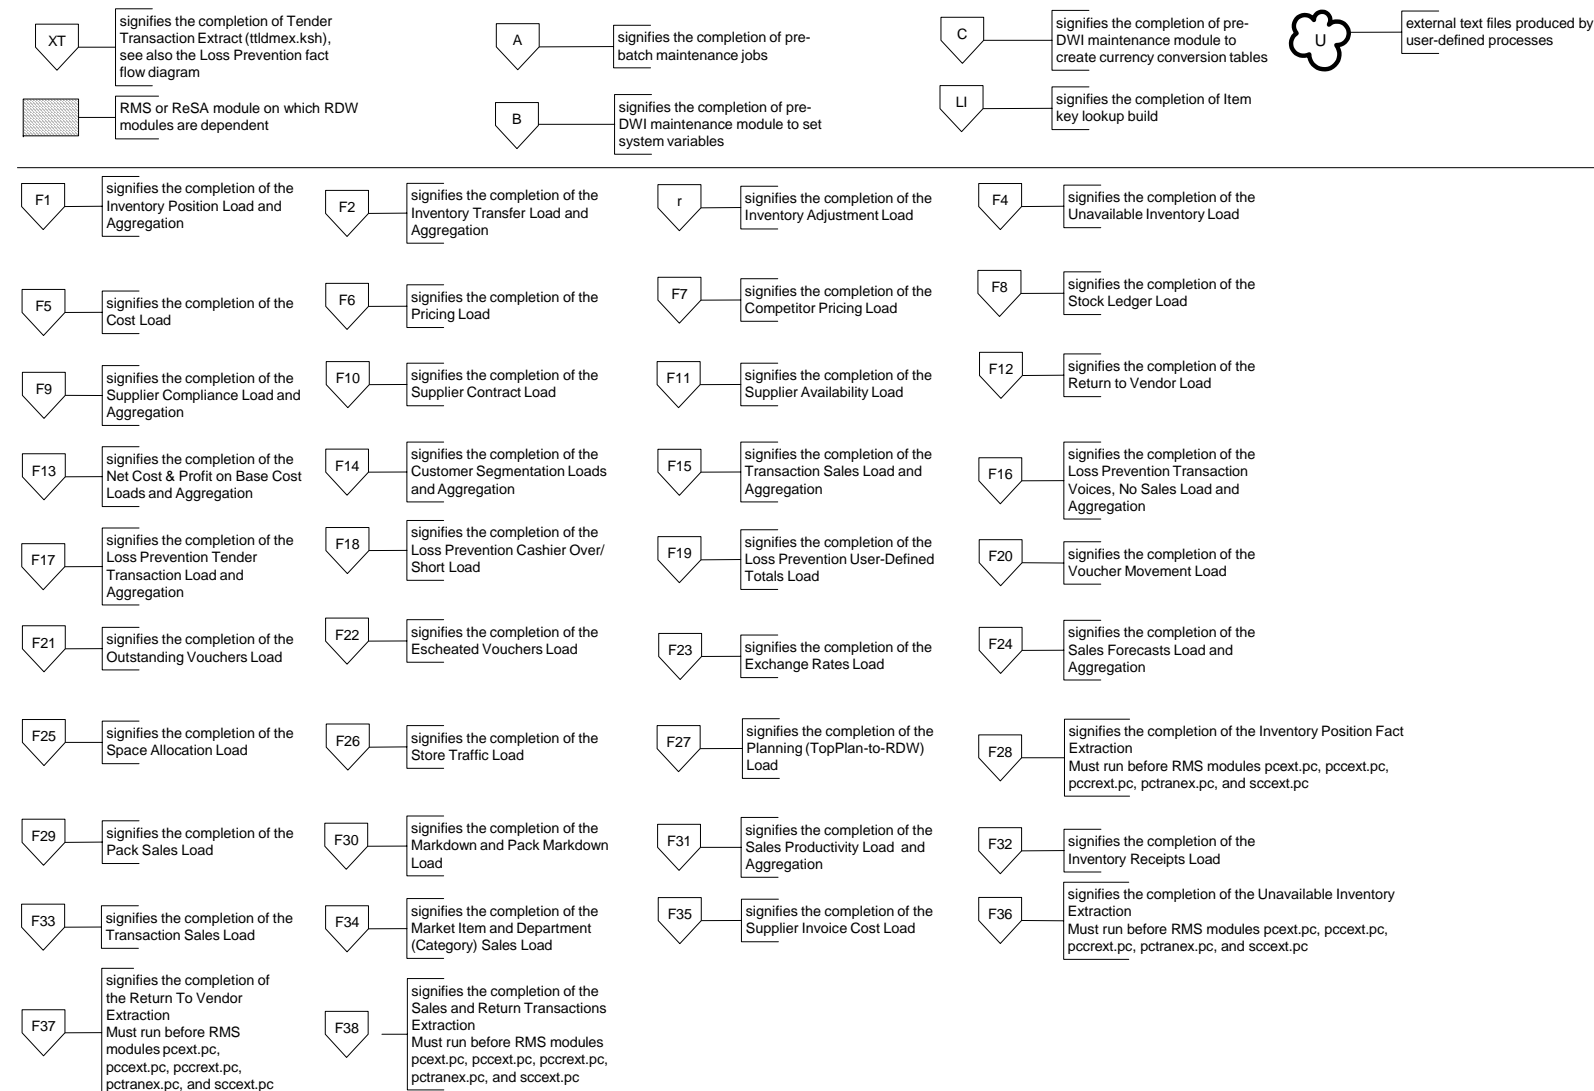 XT
signifies the completion of Tender
Transaction Extract (ttldmex.ksh),
see also the Loss Prevention fact
flow diagram
A
signifies the completion of pre-
batch maintenance jobs
C
signifies the completion of pre-
DWI maintenance module to
create currency conversion tables
U
external text files produced by
user-defined processes
RMS or ReSA module on which RDW
modules are dependent
B
signifies the completion of pre-
DWI maintenance module to set
system variables
LI
signifies the completion of Item
key lookup build
F1
signifies the completion of the
Inventory Position Load and
Aggregation
F2
signifies the completion of the
Inventory Transfer Load and
Aggregation
r
signifies the completion of the
Inventory Adjustment Load
F4
signifies the completion of the
Unavailable Inventory Load
F5
signifies the completion of the
Cost Load
F6
signifies the completion of the
Pricing Load
F7
signifies the completion of the
Competitor Pricing Load
F8
signifies the completion of the
Stock Ledger Load
F9
signifies the completion of the
Supplier Compliance Load and
Aggregation
F10
signifies the completion of the
Supplier Contract Load
F11
signifies the completion of the
Supplier Availability Load
F12
signifies the completion of the
Return to Vendor Load
F13
signifies the completion of the
Net Cost & Profit on Base Cost
Loads and Aggregation
F14
signifies the completion of the
Customer Segmentation Loads
and Aggregation
F15
signifies the completion of the
Transaction Sales Load and
Aggregation
F16
signifies the completion of the
Loss Prevention Transaction
Voices, No Sales Load and
Aggregation
F17
signifies the completion of the
Loss Prevention Tender
Transaction Load and
Aggregation
F18
signifies the completion of the
Loss Prevention Cashier Over/
Short Load
F19
signifies the completion of the
Loss Prevention User-Defined
Totals Load
F20
signifies the completion of the
Voucher Movement Load
F21
signifies the completion of the
Outstanding Vouchers Load
F22
signifies the completion of the
Escheated Vouchers Load
F23
signifies the completion of the
Exchange Rates Load
F24
signifies the completion of the
Sales Forecasts Load and
Aggregation
F25
signifies the completion of the
Space Allocation Load
F26
signifies the completion of the
Store Traffic Load
F27
signifies the completion of the
Planning (TopPlan-to-RDW)
Load
F28
signifies the completion of the Inventory Position Fact
Extraction
Must run before RMS modules pcext.pc, pccext.pc,
pccrext.pc, pctranex.pc, and sccext.pc
F29
signifies the completion of the
Pack Sales Load
F30
signifies the completion of the
Markdown and Pack Markdown
Load
F31
signifies the completion of the
Sales Productivity Load and
Aggregation
F32
signifies the completion of the
Inventory Receipts Load
F33
signifies the completion of the
Transaction Sales Load
F34
signifies the completion of the
Market Item and Department
(Category) Sales Load
F35
signifies the completion of the
Supplier Invoice Cost Load
F36
signifies the completion of the Unavailable Inventory
Extraction
Must run before RMS modules pcext.pc, pccext.pc,
pccrext.pc, pctranex.pc, and sccext.pc
F37
signifies the completion of
the Return To Vendor
Extraction
Must run before RMS
modules pcext.pc,
pccext.pc, pccrext.pc,
pctranex.pc, and sccext.pc
F38
signifies the completion of the
Sales and Return Transactions
Extraction
Must run before RMS modules
pcext.pc, pccext.pc, pccrext.pc,
pctranex.pc, and sccext.pc